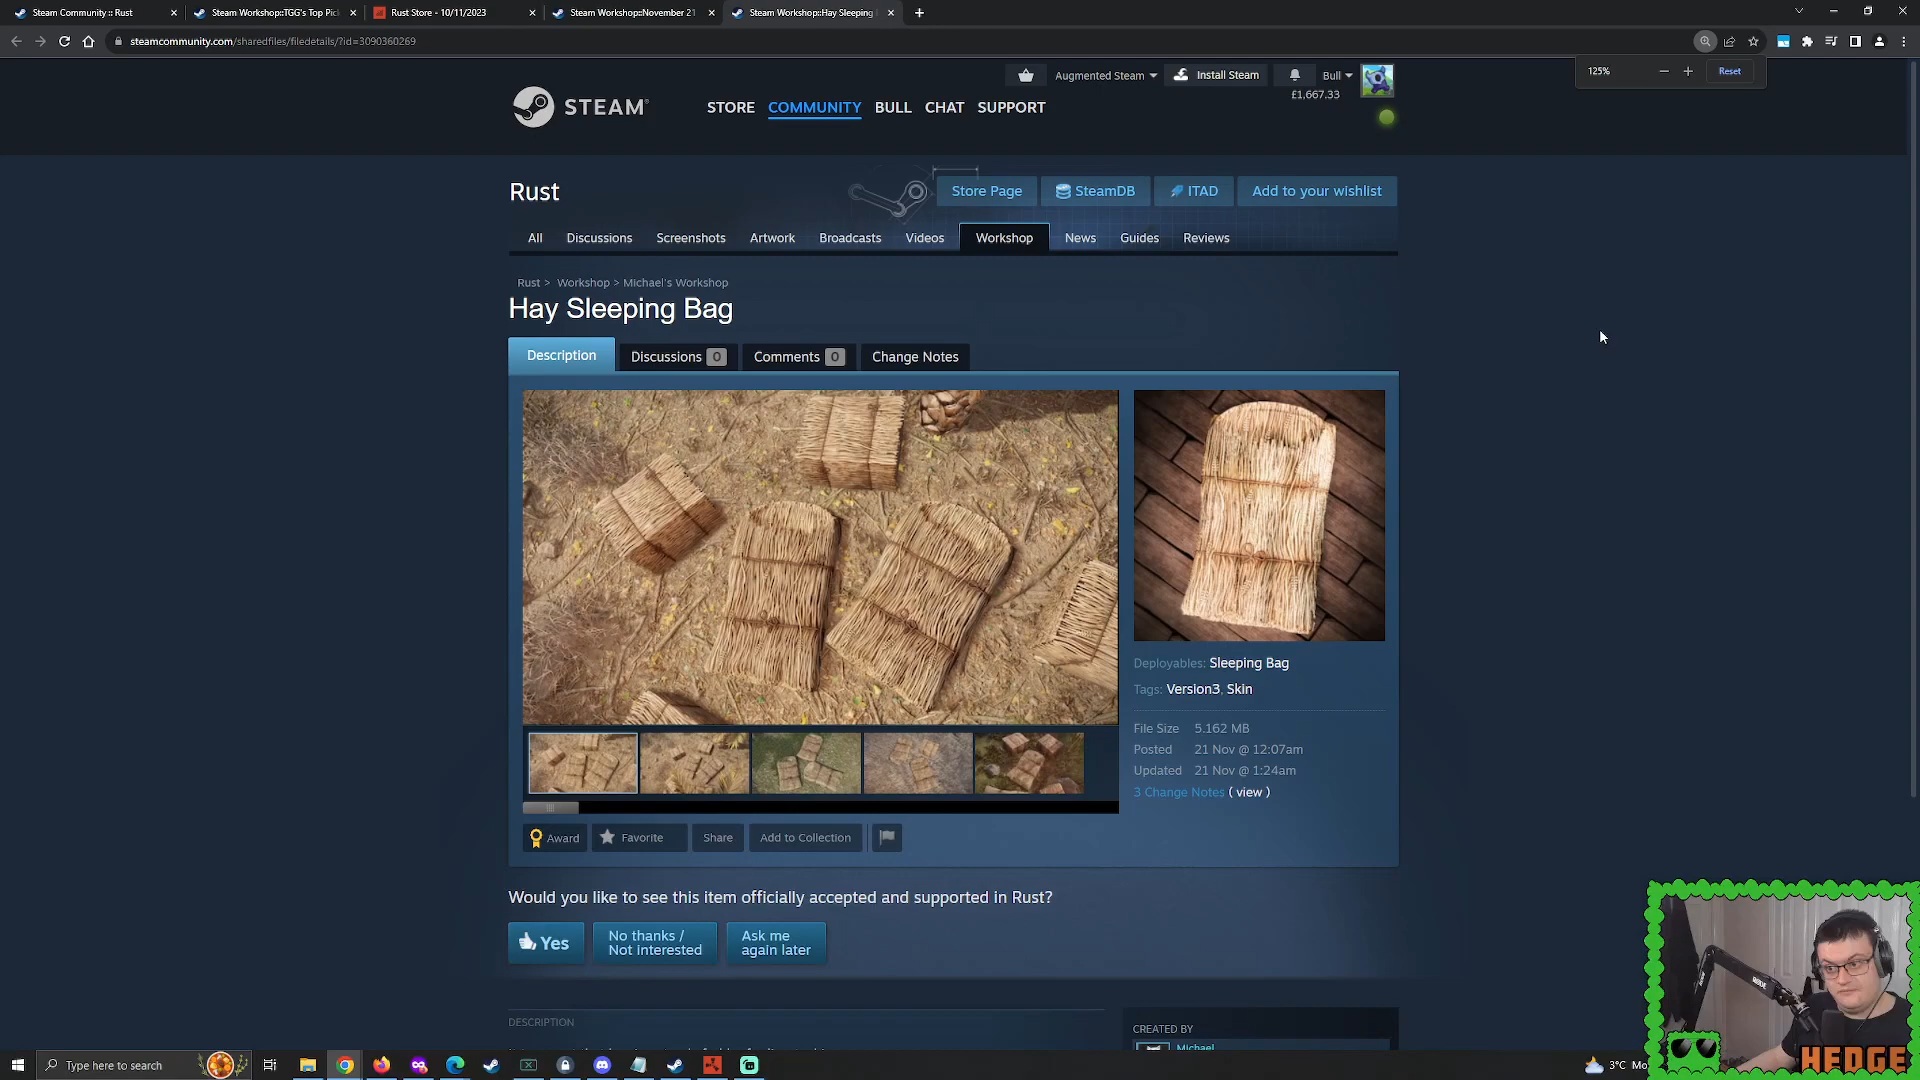 Steam Community :: Rust
Steam Workshop::TGG's Top Pick
Rust Store - 10/11/2023
Steam Workshop::November 21
Steam Workshop::Hay Sleeping
steamcommunity.com/sharedfiles/filedetails/?id=3090360269
125%
Reset
Augmented Steam
Install Steam
Bull
£1,667.33
STEAM
STORE COMMUNITY BULL CHAT SUPPORT
Rust
Store Page SteamDB ITAD Add to your wishlist
All Discussions Screenshots Artwork Broadcasts Videos Workshop News Guides Reviews
Rust > Workshop > Michael's Workshop
Hay Sleeping Bag
Description Discussions 0 Comments 0 Change Notes
Deployables: Sleeping Bag
Tags: Version3, Skin
File Size 5.162 MB
Posted 21 Nov @ 12:07am
Updated 21 Nov @ 1:24am
3 Change Notes ( view )
Award Favorite Share Add to Collection
Would you like to see this item officially accepted and supported in Rust?
Yes
No thanks /
Not interested
Ask me
again later
DESCRIPTION
CREATED BY
Michael
Type here to search
3°C
HEDGE